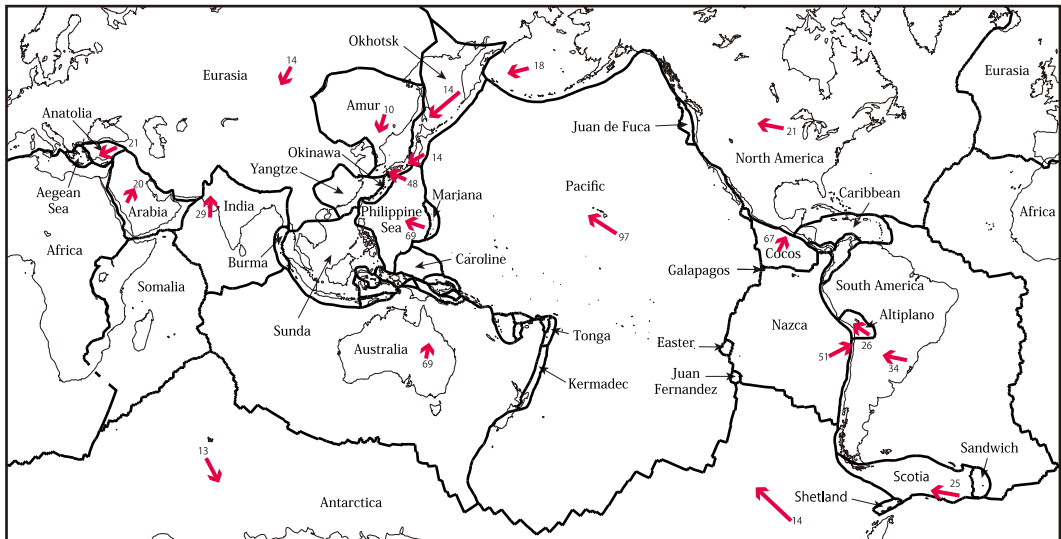 Okhotsk
18
14
Eurasia
Eurasia
14
Amur
10
Anatolia
Juan de Fuca
21
21
Okinawa
14
North America
Yangtze
Aegean
Sea
48
Mariana
Pacific
20
Caribbean
India
Arabia
29
Philippine
Sea
69
97
67
Africa
Africa
Cocos
Burma
Caroline
Galapagos
Somalia
South America
Sunda
Altiplano
Nazca
Tonga
Australia
69
Easter
26
51
34
Kermadec
Juan
Fernandez
13
Sandwich
Scotia
25
Antarctica
Shetland
14